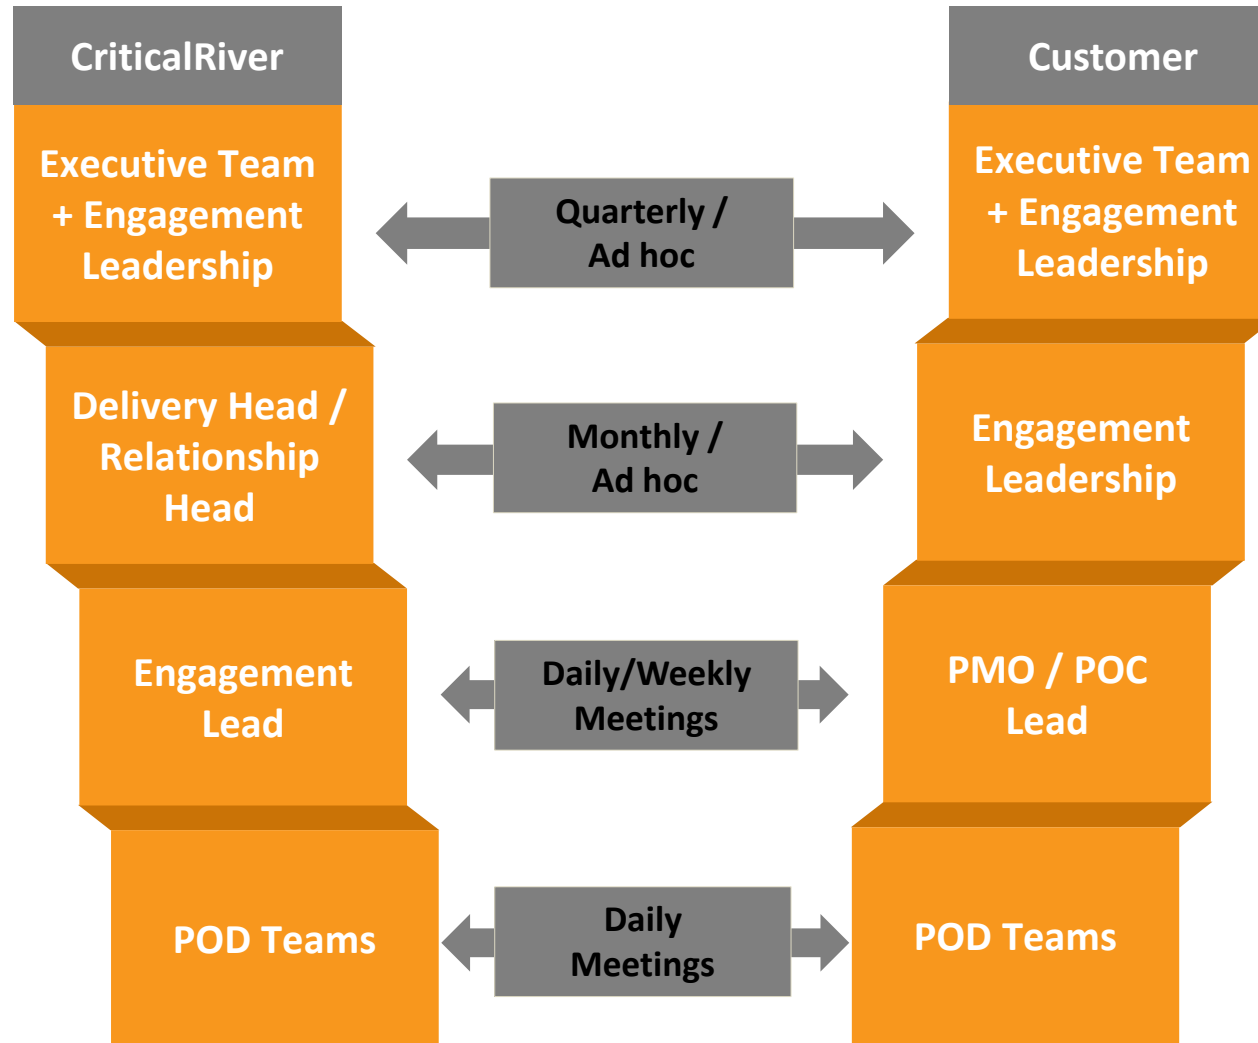 CriticalRiver
Customer
Executive Team
+ Engagement
Leadership
Quarterly /
Ad hoc
Executive Team
+ Engagement
Leadership
Delivery Head /
Relationship
Head
Monthly /
Ad hoc
Engagement
Leadership
Engagement
Lead
Daily/Weekly
Meetings
PMO / POC
Lead
POD Teams
Daily
Meetings
POD Teams